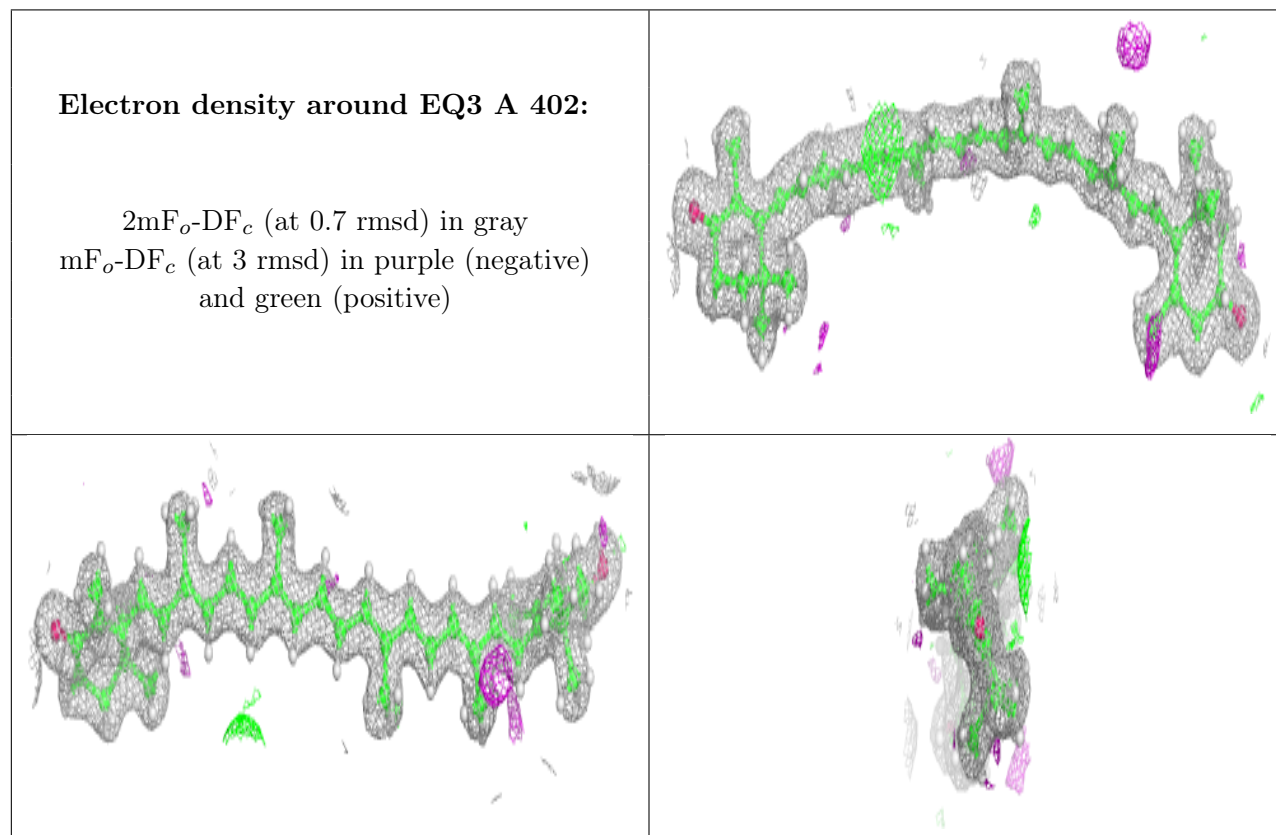 Electron density around EQ3 A 402:
2mFₒ-DF𝒸 (at 0.7 rmsd) in gray
mFₒ-DF𝒸 (at 3 rmsd) in purple (negative)
and green (positive)